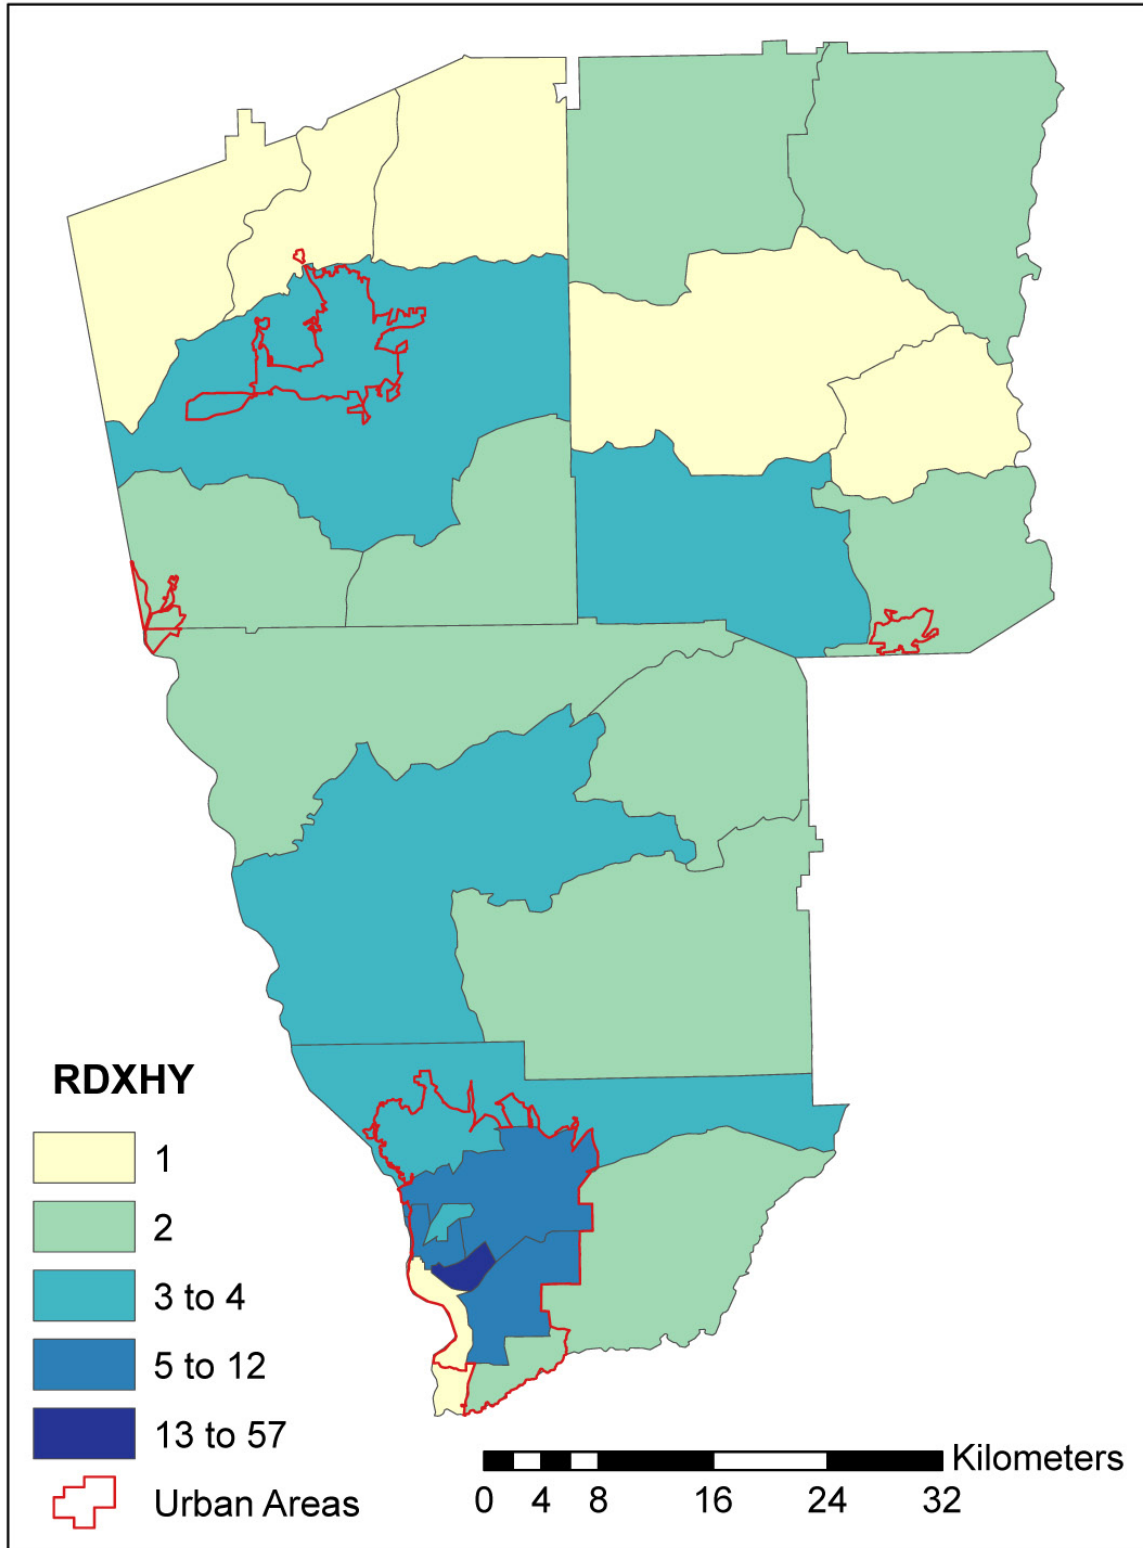 RDXHY
1
2
3 to 4
5 to 12
13 to 57
Urban Areas
Kilometers
0 4 8 16 24 32